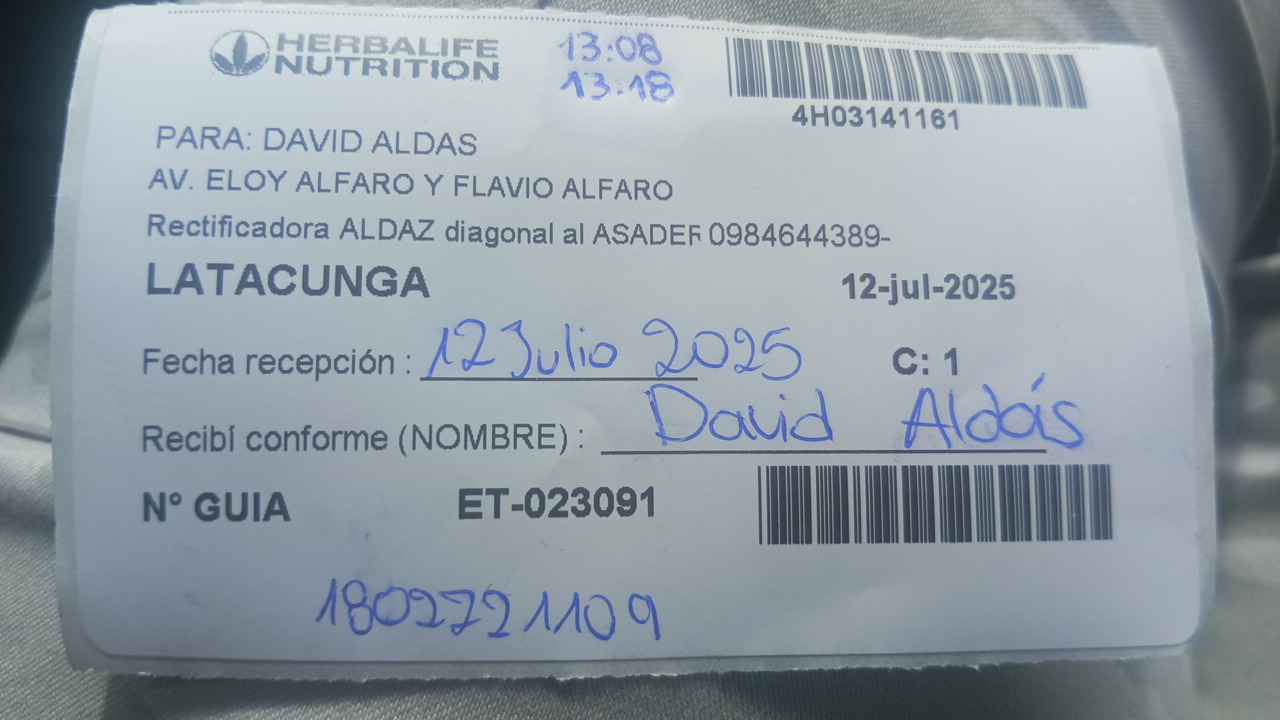 HERBALIFE
NUTRITION
13:08
13:18
4H03141161
PARA: DAVID ALDAS
AV. ELOY ALFARO Y FLAVIO ALFARO
Rectificadora ALDAZ diagonal al ASADER 0984644389-
LATACUNGA 12-jul-2025
Fecha recepción : 12 Julio 2025 C: 1
Recibí conforme (NOMBRE) : David Aldás
N° GUIA ET-023091
1802721109